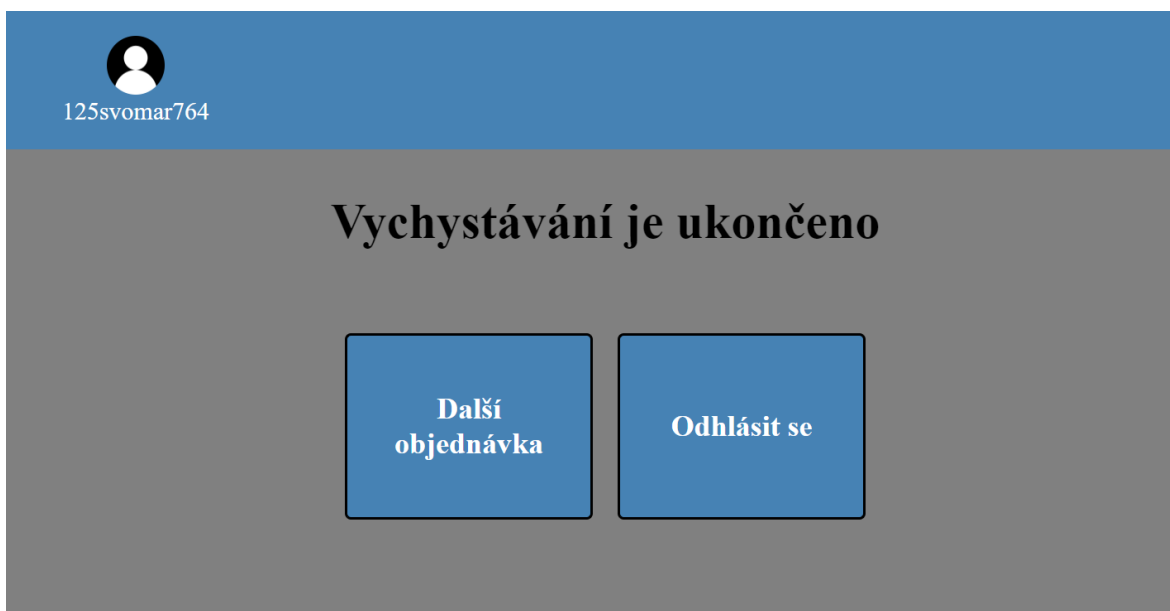 125svomar764
Vychystávání je ukončeno
Další
objednávka
Odhlásit se